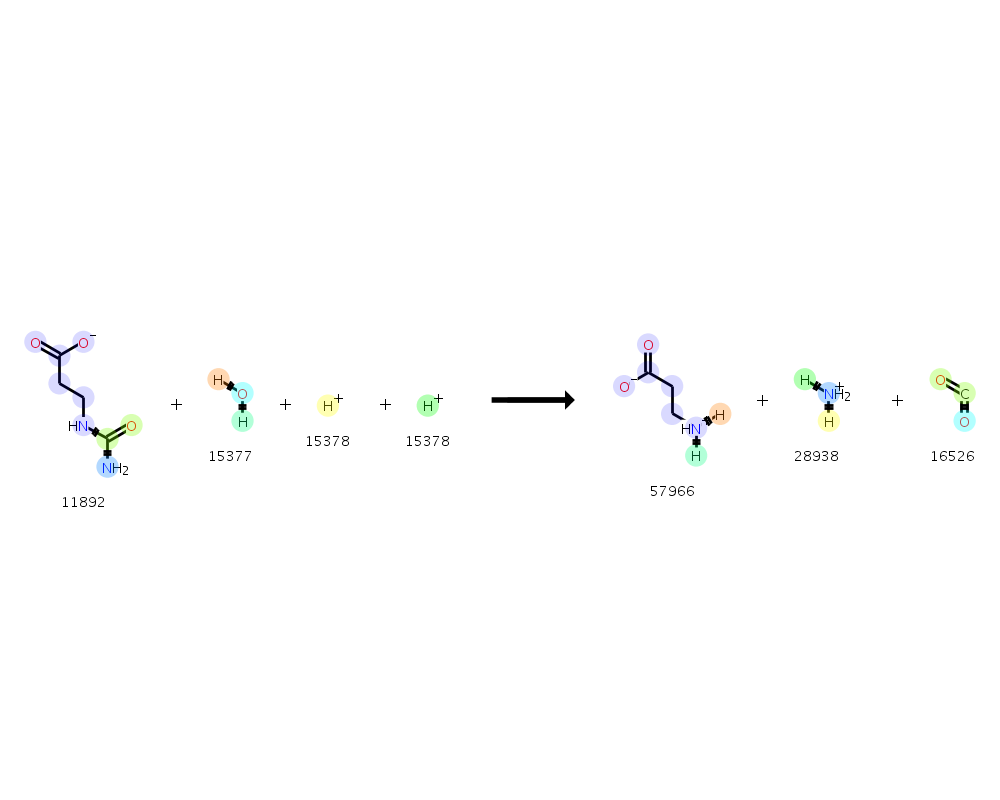 O O−
HN O
NH2
11892
+
H
O
H
15377
+
H+
15378
+
H+
15378
O
O−
H
HN+
H
57966
+
H
NH2+
H
28938
+
O
C
O
16526